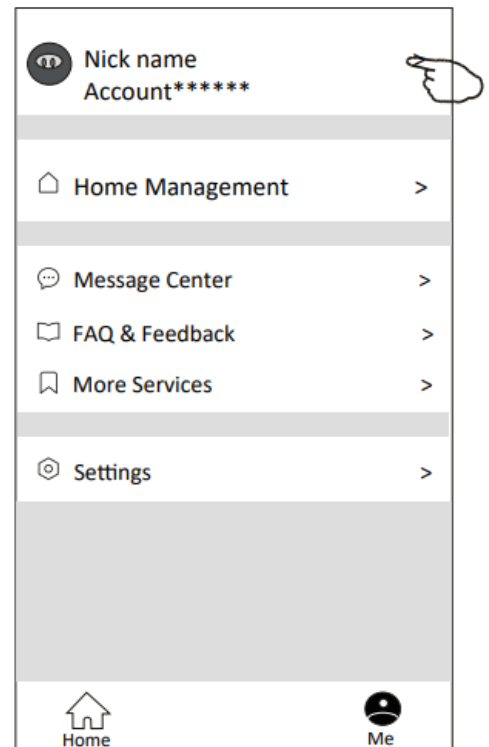 Nick name
Account******
Home Management >
Message Center >
FAQ & Feedback >
More Services >
Settings >
Home Me